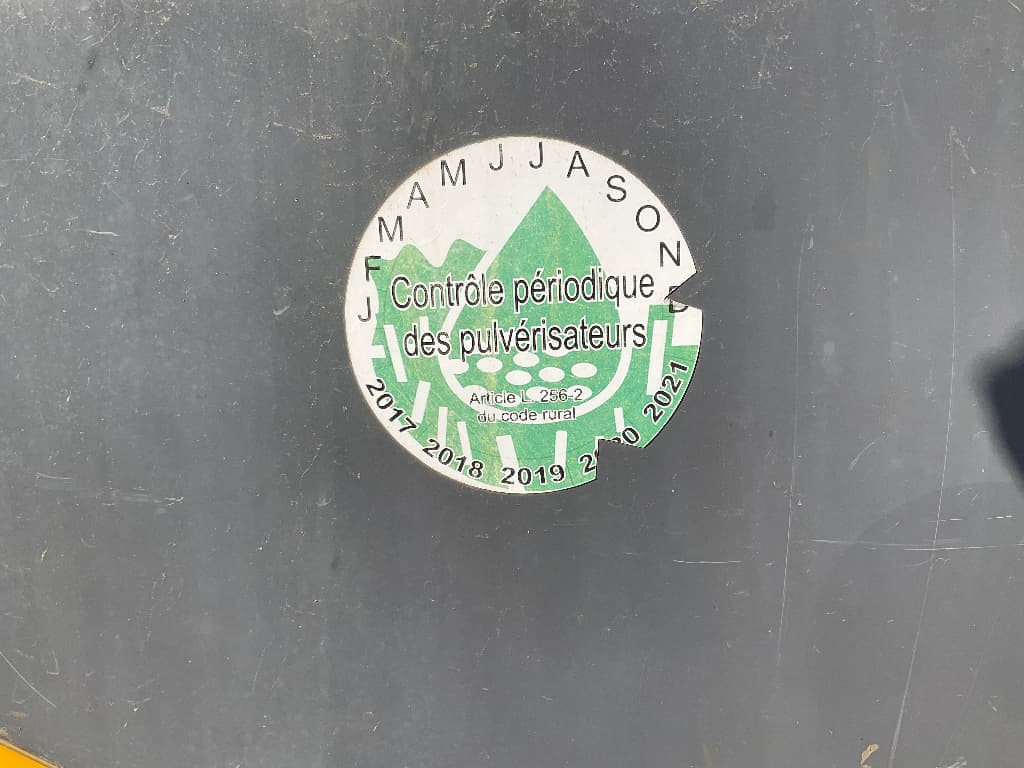 J F M A M J J A S O N D
Contrôle périodique
des pulvérisateurs
Article L. 256-2
du code rural
2017 2018 2019 2021